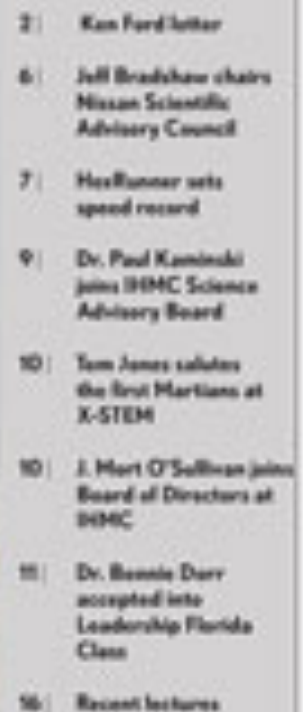 2 | Ken Ford letter
6 | Jeff Bradshaw chairs
Nissan Scientific
Advisory Council
7 | HexRunner sets
speed record
9 | Dr. Paul Kaminski
joins IHMC Science
Advisory Board
10 | Tom Jones salutes
the first Martians at
X-STEM
10 | J. Mort O'Sullivan joins
Board of Directors at
IHMC
11 | Dr. Bonnie Dorr
accepted into
Leadership Florida
Class
16 | Recent lectures